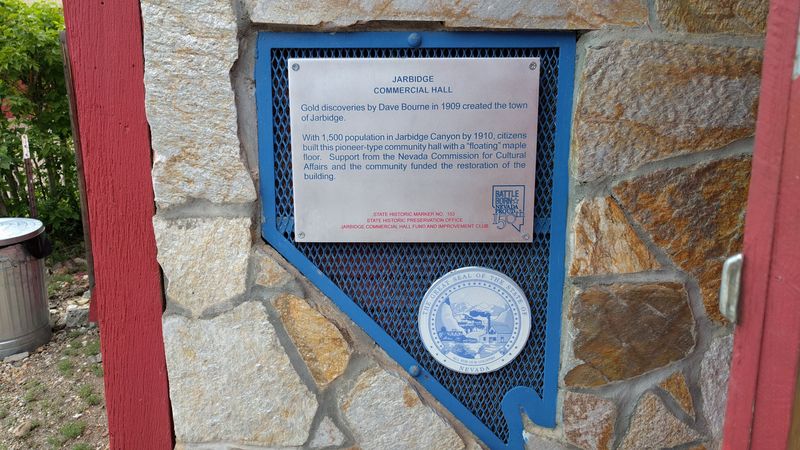 JARBIDGE
COMMERCIAL HALL
Gold discoveries by Dave Bourne in 1909 created the town
of Jarbidge.
With 1,500 population in Jarbidge Canyon by 1910, citizens
built this pioneer-type community hall with a "floating" maple
floor. Support from the Nevada Commission for Cultural
Affairs and the community funded the restoration of the
building.
STATE HISTORIC MARKER NO. 153
STATE HISTORIC PRESERVATION OFFICE
JARBIDGE COMMERCIAL HALL FUND AND IMPROVEMENT CLUB
BATTLE
BORN
NEVADA
PROUD
150
THE GREAT SEAL OF THE STATE OF
NEVADA